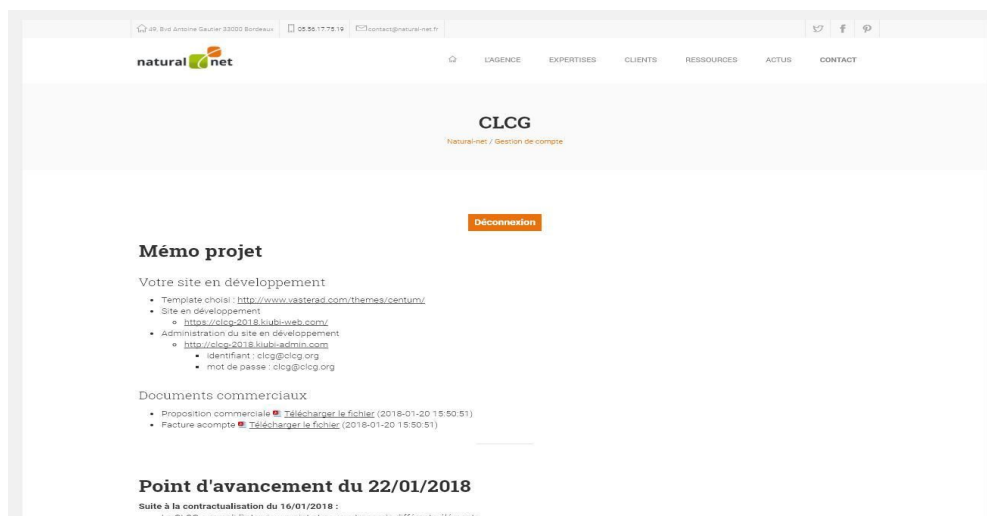 49, Bvd Antoine Gautier 33000 Bordeaux 05.56.17.75.19 contact@natural-net.fr
natural net L'AGENCE EXPERTISES CLIENTS RESSOURCES ACTUS CONTACT
CLCG
Natural-net / Gestion de compte
Déconnexion
Mémo projet
Votre site en développement
Template choisi : http://www.vasterad.com/themes/centum/
Site en développement
https://clcg-2018.kiubi-web.com/
Administration du site en développement
http://clcg-2018.kiubi-admin.com
identifiant : clcg@clcg.org
mot de passe : clcg@clcg.org
Documents commerciaux
Proposition commerciale Télécharger le fichier (2018-01-20 15:50:51)
Facture acompte Télécharger le fichier (2018-01-20 15:50:51)
Point d'avancement du 22/01/2018
Suite à la contractualisation du 16/01/2018 :